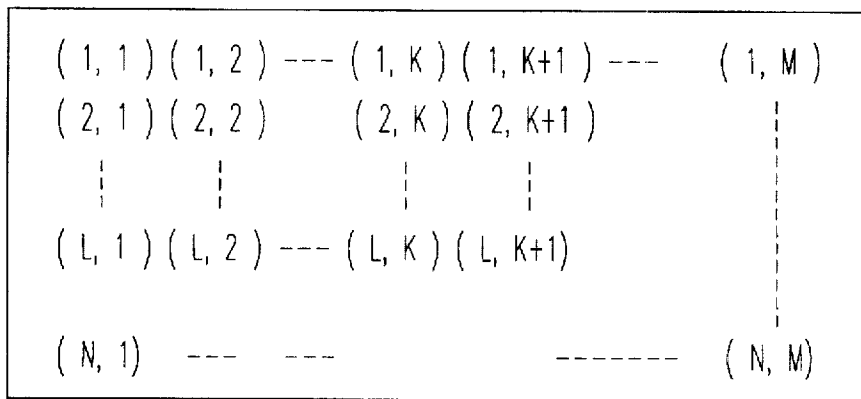 ( 1, 1 ) ( 1, 2 ) --- ( 1, K ) ( 1, K+1 ) --- ( 1, M )
( 2, 1 ) ( 2, 2 ) ( 2, K ) ( 2, K+1 )
( L, 1 ) ( L, 2 ) --- ( L, K ) ( L, K+1)
( N, 1) --- --- ------- ( N, M)